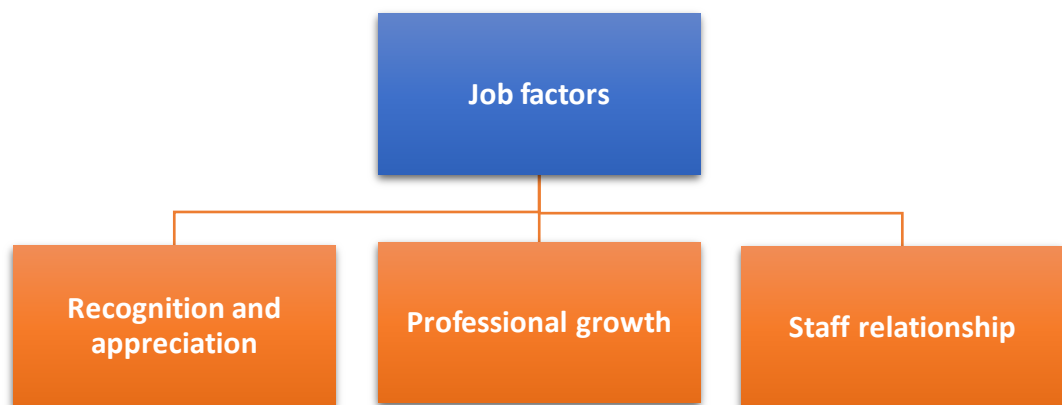 Job factors
Recognition and
appreciation
Professional growth
Staff relationship